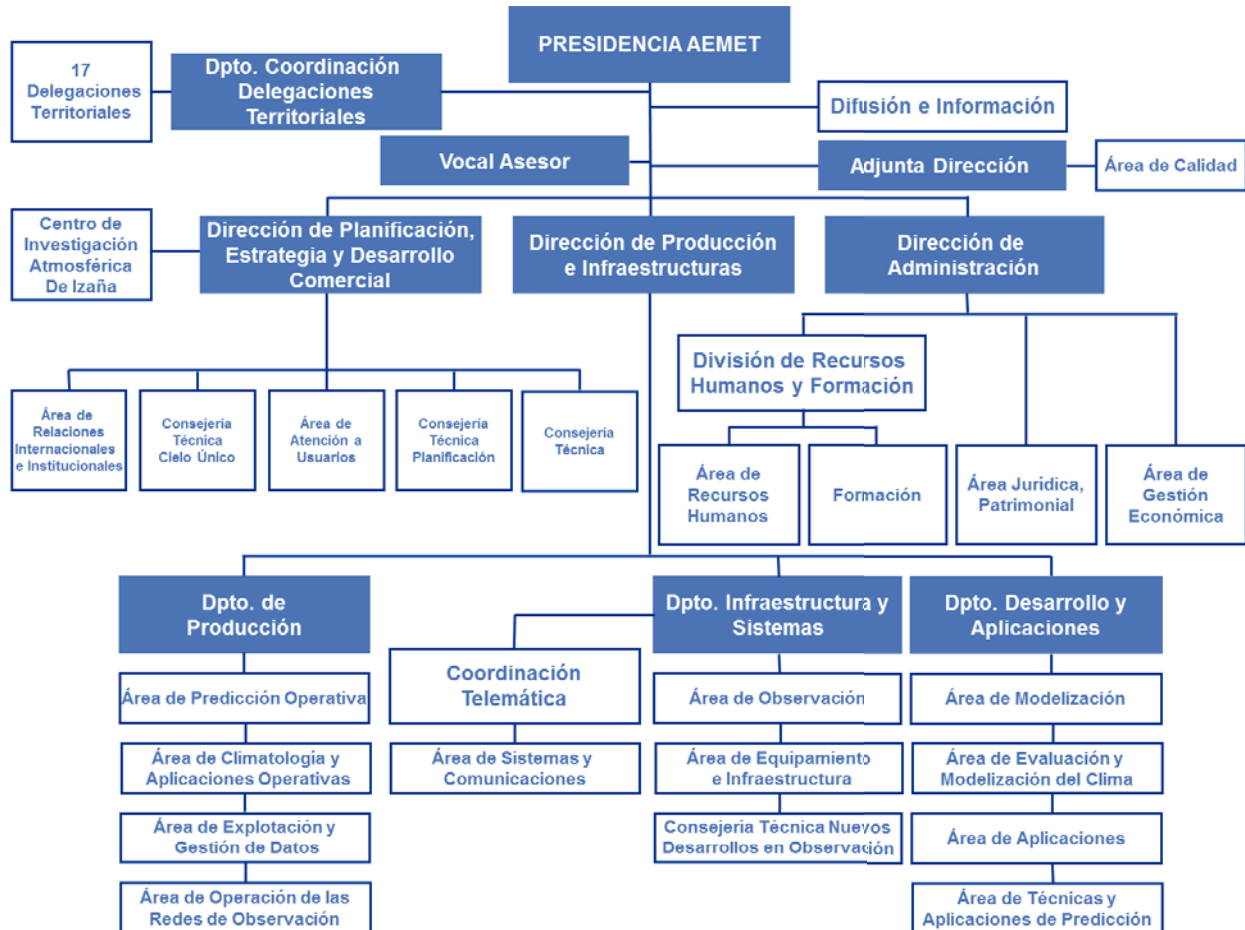 PRESIDENCIA AEMET
17
Delegaciones
Territoriales
Dpto. Coordinación
Delegaciones
Territoriales
Difusión e Información
Vocal Asesor
Adjunta Dirección
Área de Calidad
Centro de
Investigación
Atmosférica
De Izaña
Dirección de Planificación,
Estrategia y Desarrollo
Comercial
Dirección de Producción
e Infraestructuras
Dirección de
Administración
División de Recursos
Humanos y Formación
Área de
Relaciones
Internacionales
e Institucionales
Consejería
Técnica
Cielo Único
Área de
Atención a
Usuarios
Consejería
Técnica
Planificación
Consejería
Técnica
Área de
Recursos
Humanos
Formación
Área Jurídica,
Patrimonial
Área de
Gestión
Económica
Dpto. de
Producción
Dpto. Infraestructura y
Sistemas
Dpto. Desarrollo y
Aplicaciones
Área de Predicción Operativa
Área de Climatología y
Aplicaciones Operativas
Área de Explotación y
Gestión de Datos
Área de Operación de las
Redes de Observación
Coordinación
Telemática
Área de Sistemas y
Comunicaciones
Área de Observación
Área de Equipamiento
e Infraestructura
Consejería Técnica Nuevos
Desarrollos en Observación
Área de Modelización
Área de Evaluación y
Modelización del Clima
Área de Aplicaciones
Área de Técnicas y
Aplicaciones de Predicción